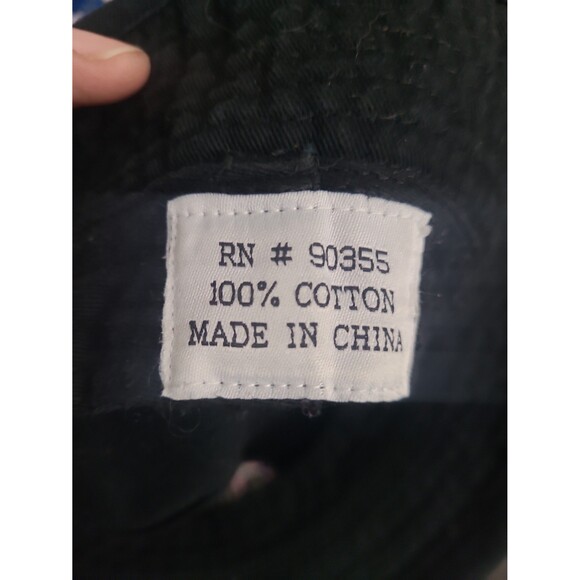 RN # 90355
100% COTTON
MADE IN CHINA